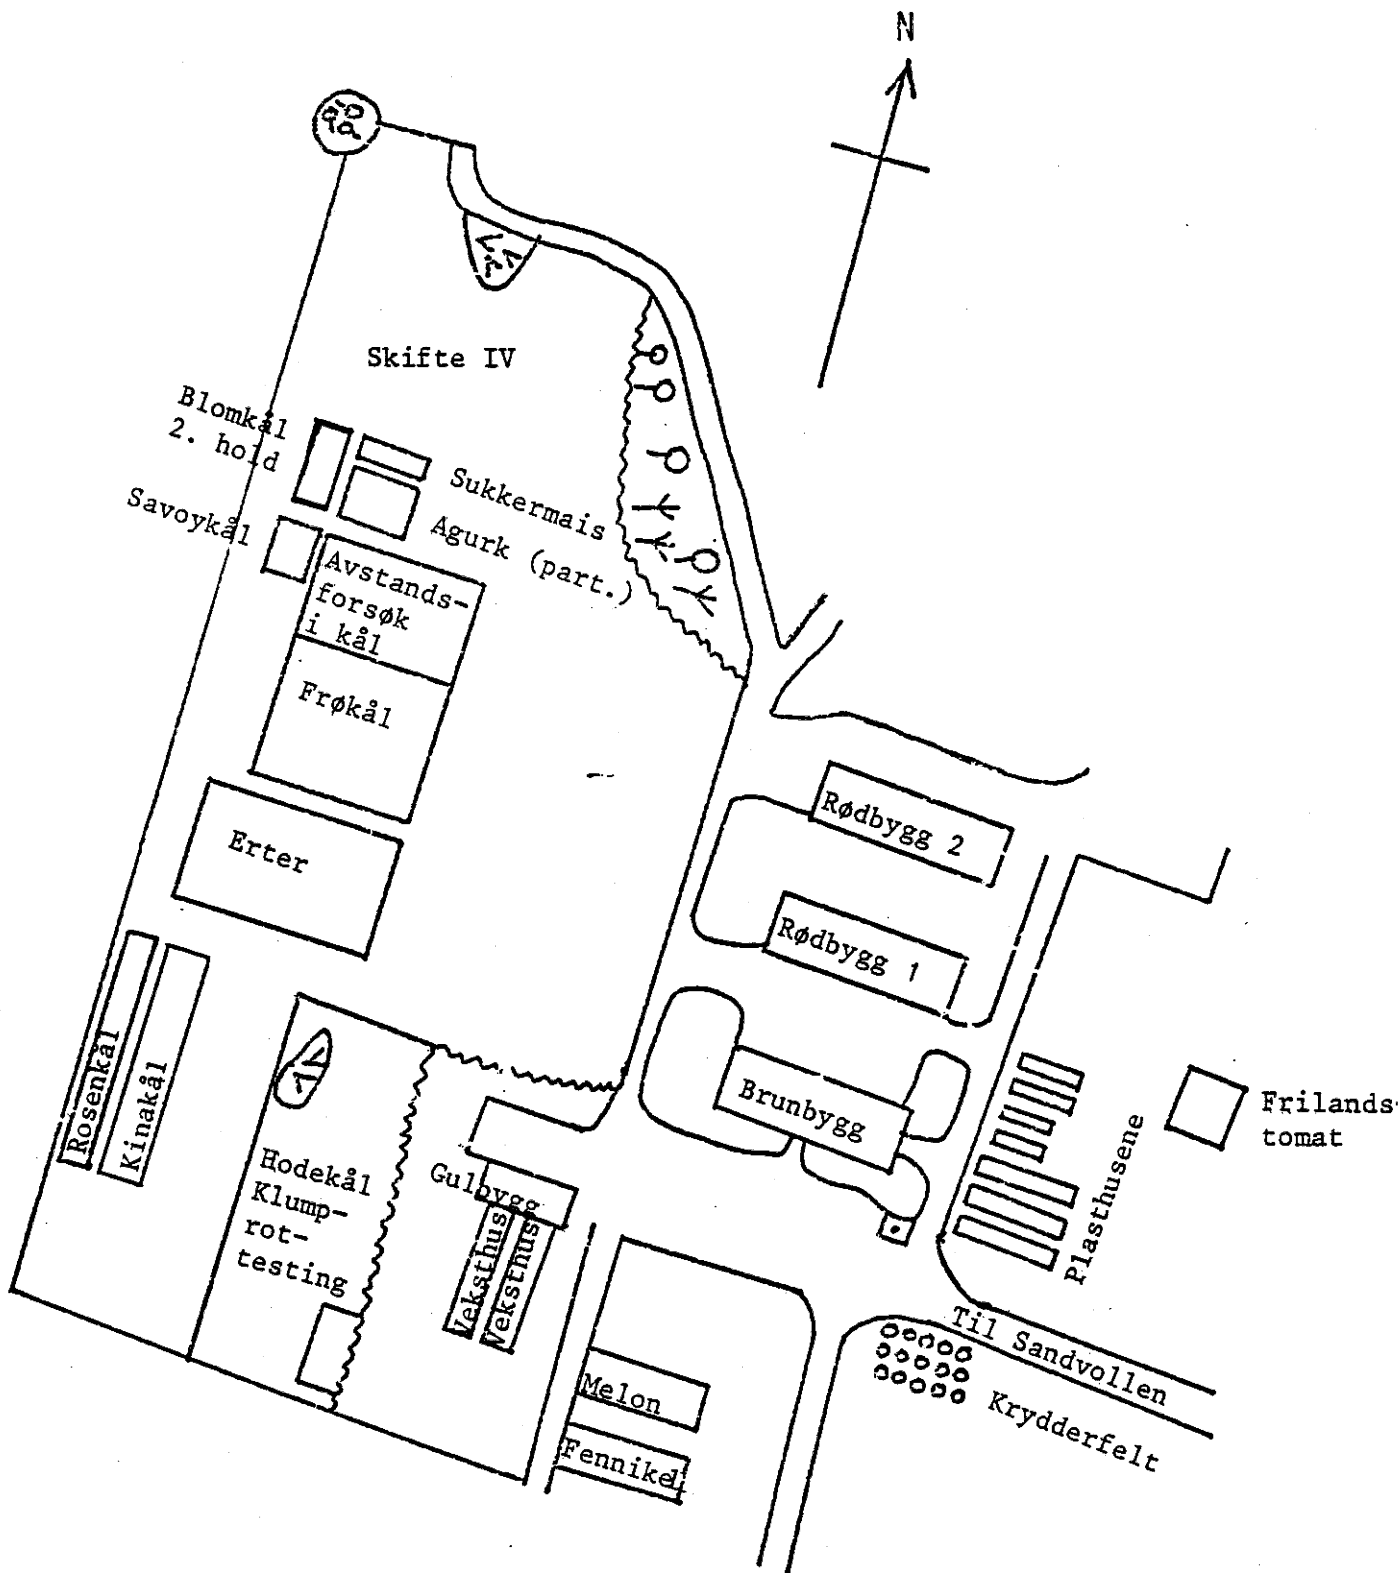 N
Skifte IV
Blomkål
2. hold
Sukkermais
Savoykål
Agurk (part.)
Avstands-
forsøk
i kål
Frøkål
Rødbygg 2
Erter
Rødbygg 1
Rosenkål
Kinakål
Brunbygg
Plasthusene
Frilands-
tomat
Hodekål
Klump-
rot-
testing
Gulbygg
Veksthus
Veksthus
Til Sandvollen
Melon
Krydderfelt
Fennikel